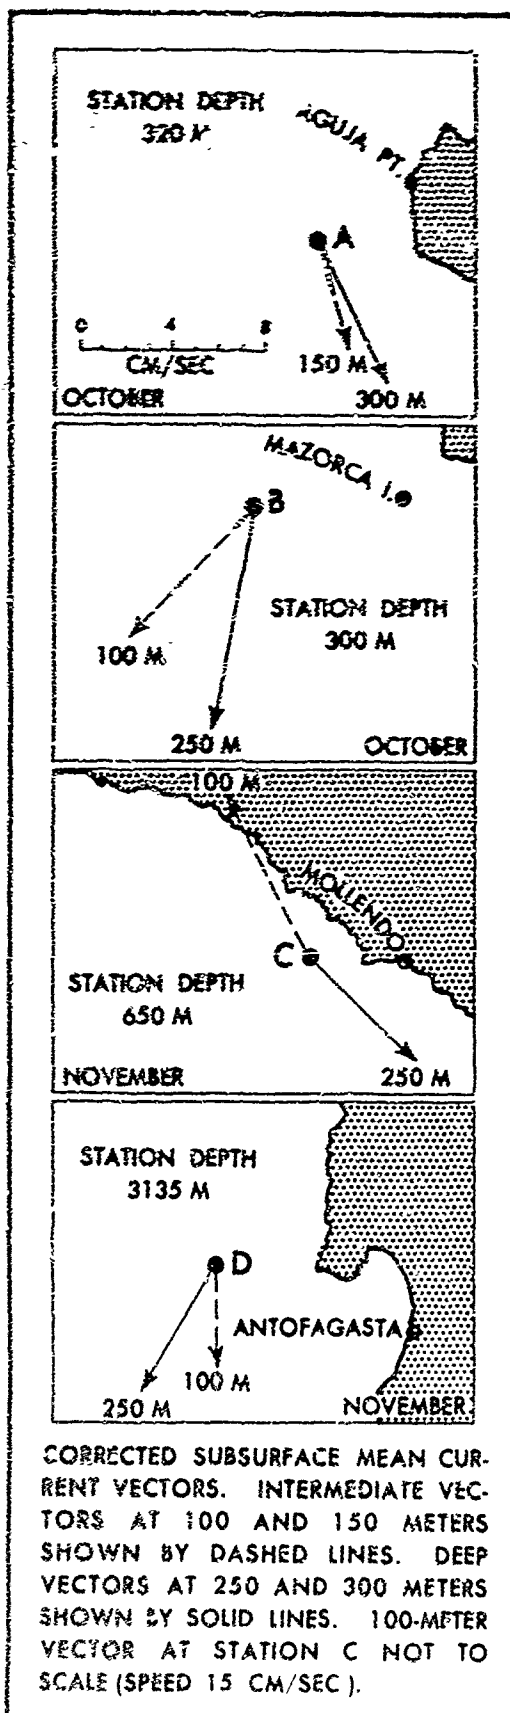 STATION DEPTH
320 M
AGUJA PT.
A
0 4 8
CM/SEC
150 M
300 M
OCTOBER
MAZORCA I.
B
STATION DEPTH
300 M
100 M
250 M
OCTOBER
100 M
MOLLENDO
C
STATION DEPTH
650 M
250 M
NOVEMBER
STATION DEPTH
3135 M
D
ANTOFAGASTA
100 M
250 M
NOVEMBER
CORRECTED SUBSURFACE MEAN CUR-
RENT VECTORS. INTERMEDIATE VEC-
TORS AT 100 AND 150 METERS
SHOWN BY DASHED LINES. DEEP
VECTORS AT 250 AND 300 METERS
SHOWN BY SOLID LINES. 100-METER
VECTOR AT STATION C NOT TO
SCALE (SPEED 15 CM/SEC).